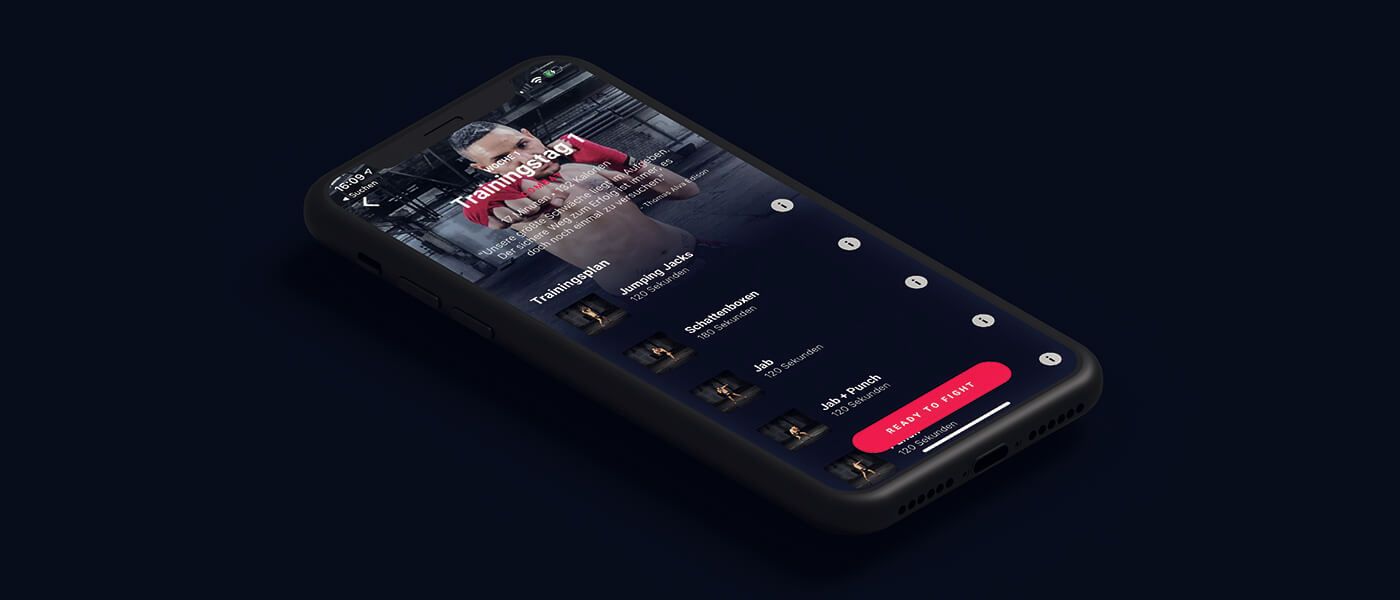 16:09
Suchen
WOCHE 1
Trainingstag 1
17 Minuten • 132 Kalorien
"Unsere größte Schwäche liegt im Aufgeben.
Der sichere Weg zum Erfolg ist immer, es
doch noch einmal zu versuchen."
- Thomas Alva Edison
Trainingsplan
Jumping Jacks
120 Sekunden
Schattenboxen
180 Sekunden
Jab
120 Sekunden
Jab + Punch
120 Sekunden
READY TO FIGHT
120 Sekunden